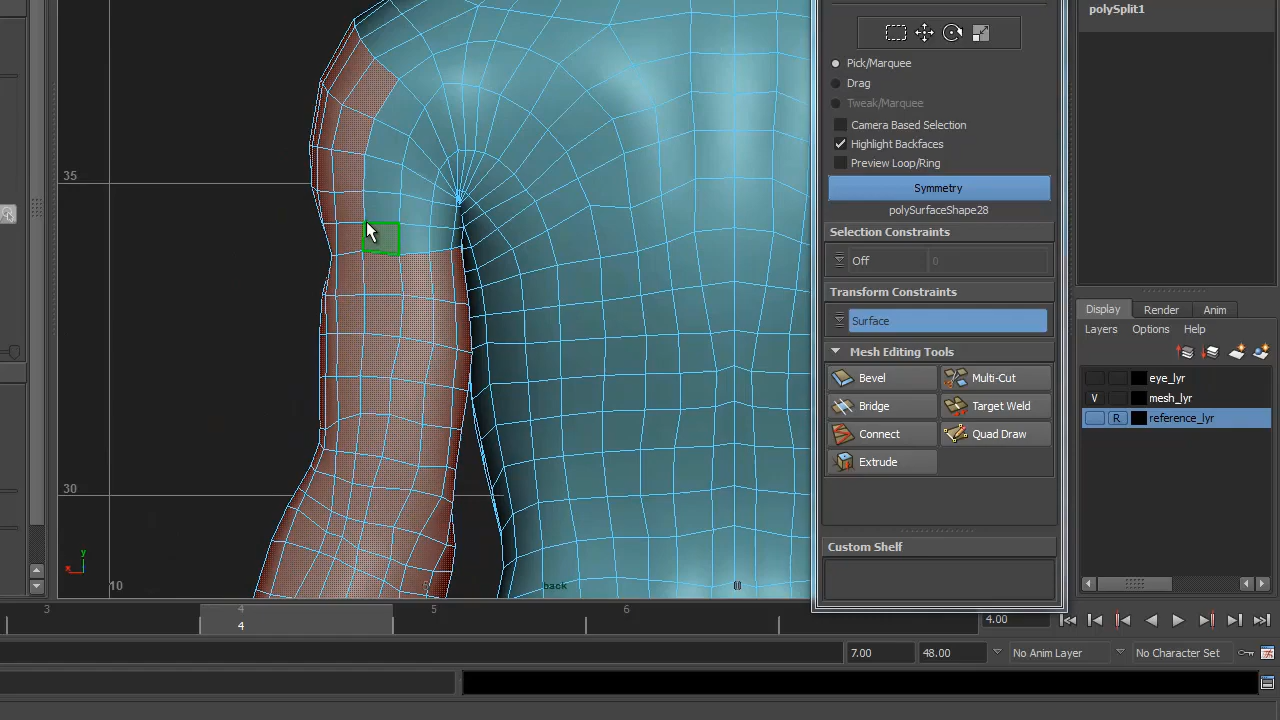 polySplit1
Pick/Marquee
Drag
Tweak/Marquee
Camera Based Selection
Highlight Backfaces
Preview Loop/Ring
Symmetry
polySurfaceShape28
Selection Constraints
Off 0
Transform Constraints
Surface
Mesh Editing Tools
Bevel Multi-Cut
Bridge Target Weld
Connect Quad Draw
Extrude
Custom Shelf
Display Render Anim
Layers Options Help
eye_lyr
V mesh_lyr
R reference_lyr
35
30
y
x
10 0 back 0
3 4 5 6
4
4.00
7.00 48.00 No Anim Layer No Character Set